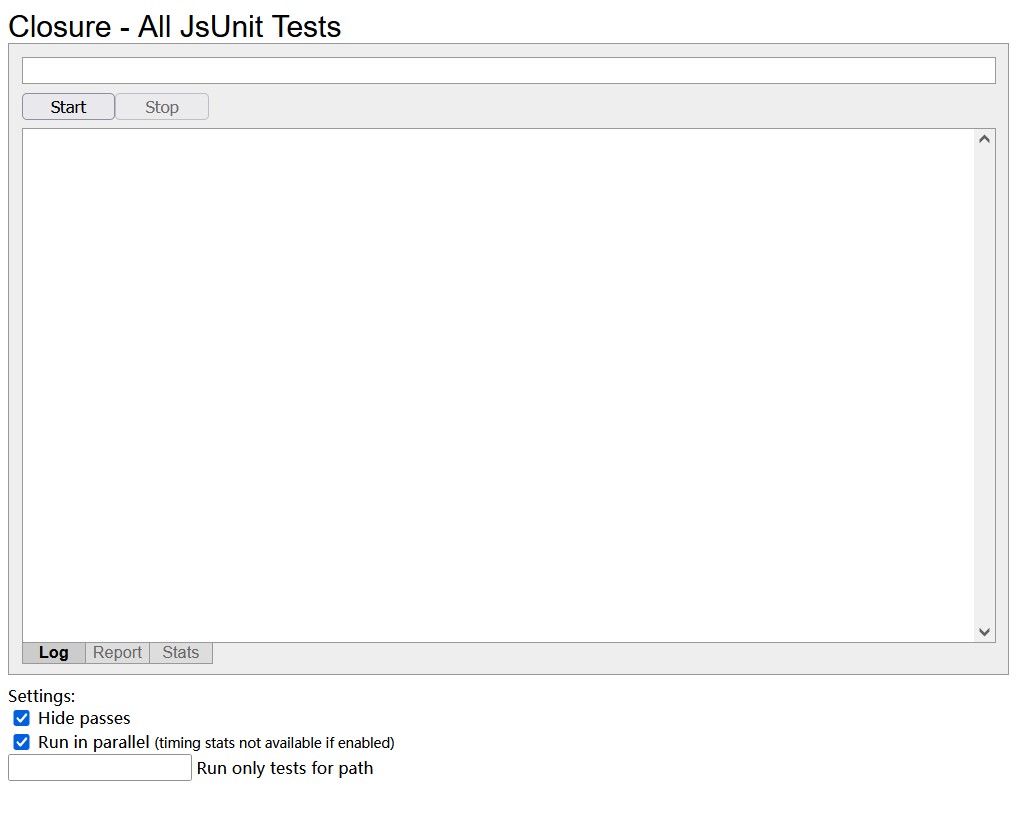 Closure - All JsUnit Tests
Start Stop
Log Report Stats
Settings:
Hide passes
Run in parallel (timing stats not available if enabled)
Run only tests for path